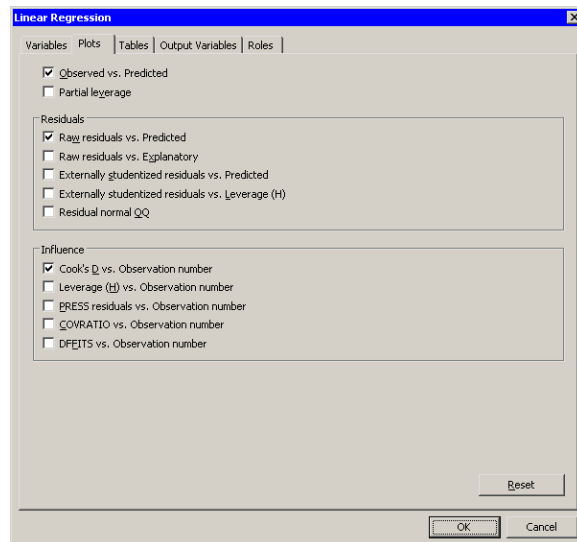 Linear Regression
Variables Plots Tables Output Variables Roles
Observed vs. Predicted
Partial leverage
Residuals
Raw residuals vs. Predicted
Raw residuals vs. Explanatory
Externally studentized residuals vs. Predicted
Externally studentized residuals vs. Leverage (H)
Residual normal QQ
Influence
Cook's D vs. Observation number
Leverage (H) vs. Observation number
PRESS residuals vs. Observation number
COVRATIO vs. Observation number
DFFITS vs. Observation number
Reset
OK Cancel